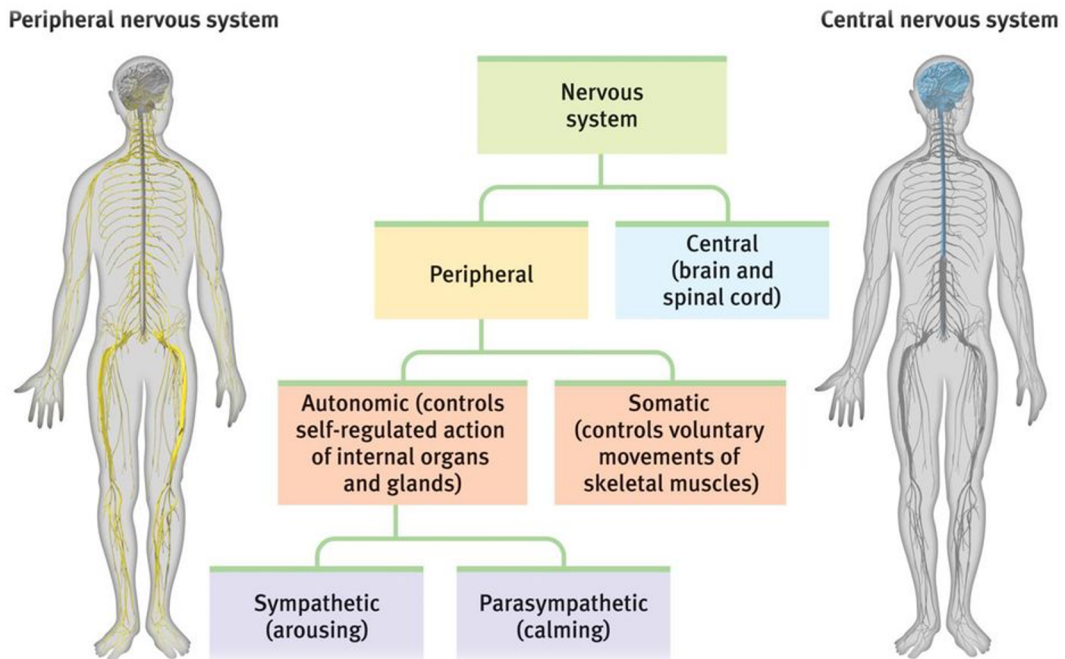 Peripheral nervous system
Central nervous system
Nervous
system
Peripheral
Central
(brain and
spinal cord)
Autonomic (controls
self-regulated action
of internal organs
and glands)
Somatic
(controls voluntary
movements of
skeletal muscles)
Sympathetic
(arousing)
Parasympathetic
(calming)